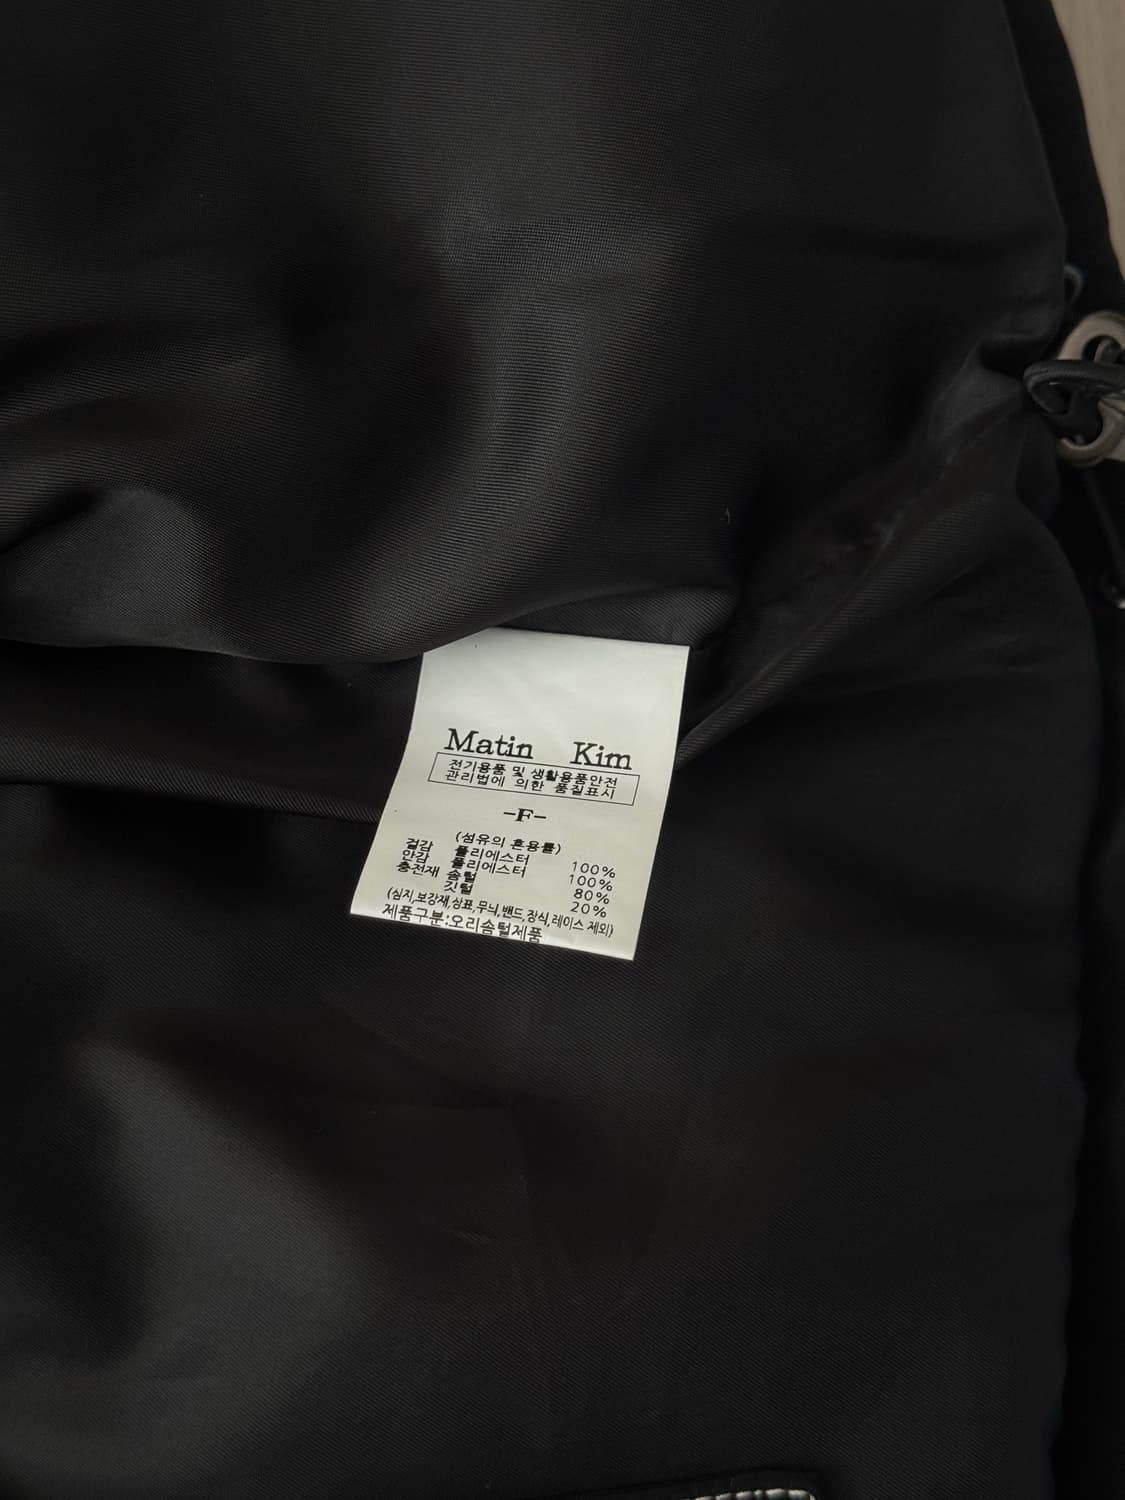 Matin Kim
전기용품 및 생활용품안전
관리법에 의한 품질표시
-F-
(섬유의 혼용률)
겉감 폴리에스터 100%
안감 폴리에스터 100%
충전재 솜털 80%
깃털 20%
(심지,보강재,상표,무늬,밴드,장식,레이스 제외)
제품구분:오리솜털제품